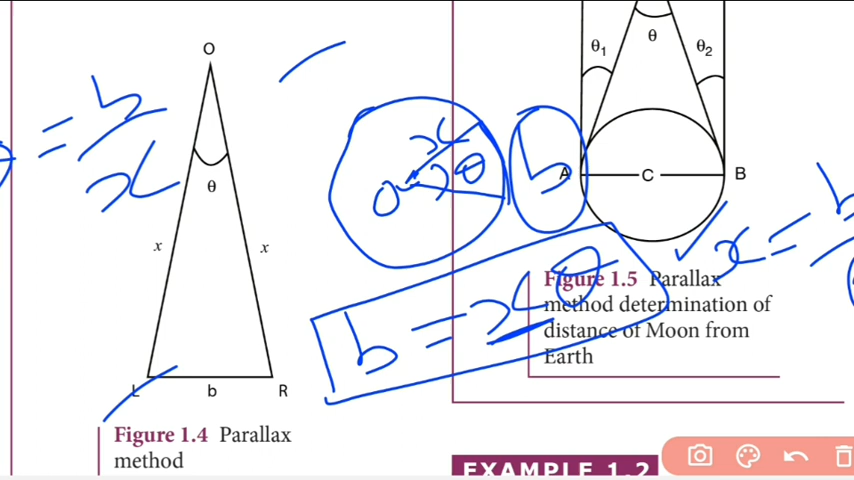 O
θ
x
x
L
b
R
Figure 1.4 Parallax
method
θ = b/x
x
θ
O
b
b = xθ
θ1
θ
θ2
A
C
B
x = b
Figure 1.5 Parallax
method determination of
distance of Moon from
Earth
EXAMPLE 1.2